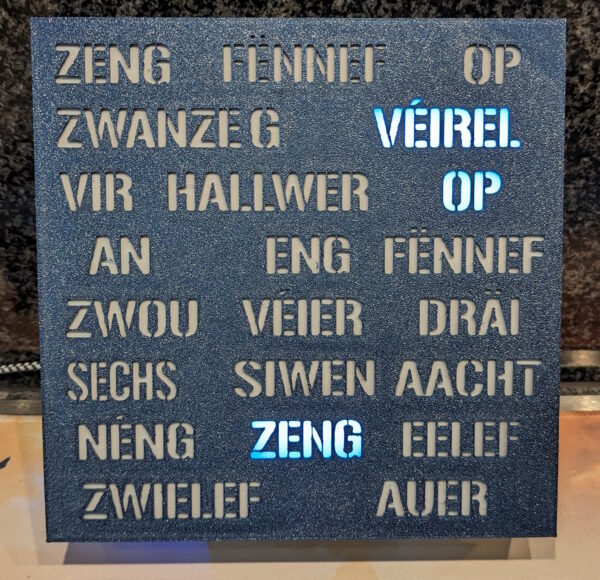 ZENG FËNNEF OP
ZWANZEG VÉIREL
VIR HALLWER OP
AN ENG FËNNEF
ZWOU VÉIER DRÄI
SECHS SIWEN AACHT
NÉNG ZENG EELEF
ZWIELEF AUER